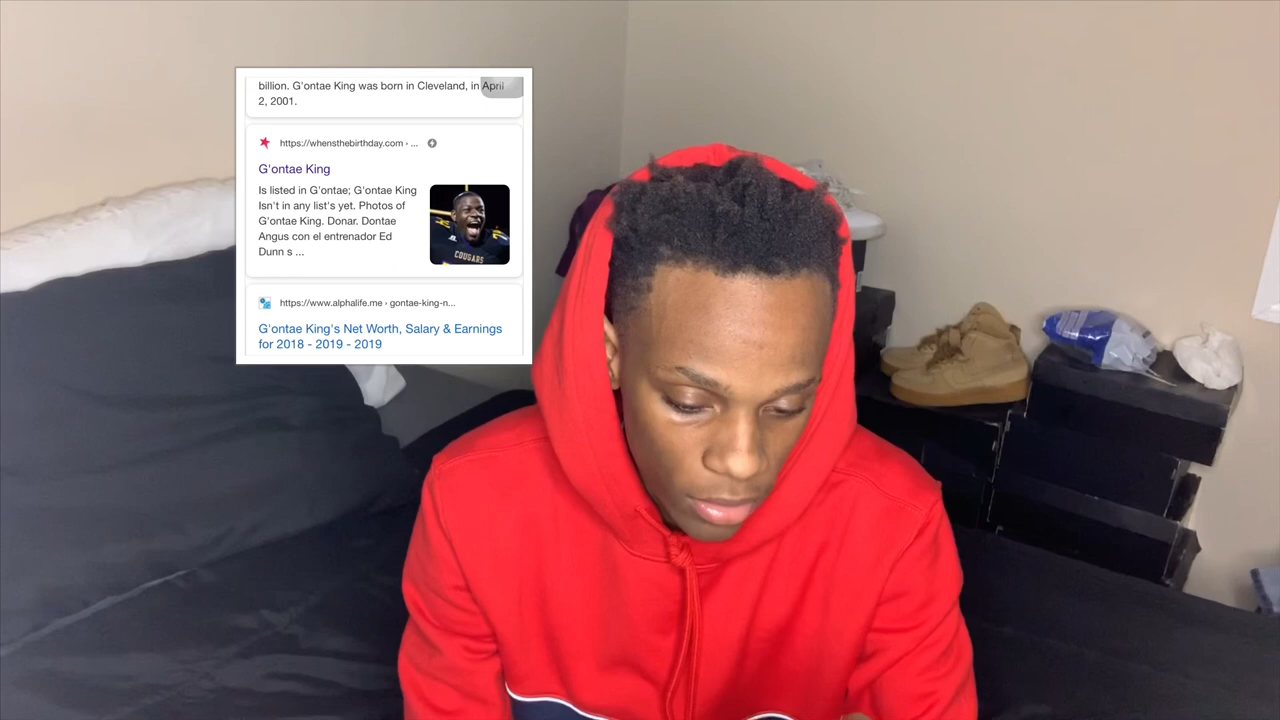 billion. G'ontae King was born in Cleveland, in April
2, 2001.
https://whensthebirthday.com › ...
G'ontae King
Is listed in G'ontae; G'ontae King
Isn't in any list's yet. Photos of
G'ontae King. Donar. Dontae
Angus con el entrenador Ed
Dunn s ...
COUGARS
https://www.alphalife.me › gontae-king-n...
G'ontae King's Net Worth, Salary & Earnings
for 2018 - 2019 - 2019